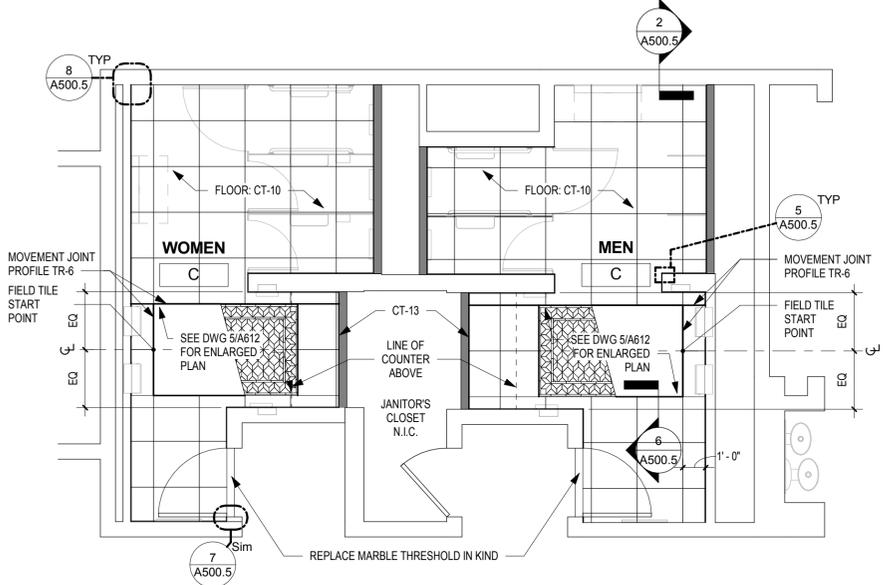 2
A500.5
8
A500.5
TYP
FLOOR: CT-10
FLOOR: CT-10
5
A500.5
TYP
WOMEN
C
MEN
C
MOVEMENT JOINT
PROFILE TR-6
FIELD TILE
START
POINT
EQ
CL
EQ
SEE DWG 5/A612
FOR ENLARGED
PLAN
CT-13
LINE OF
COUNTER
ABOVE
JANITOR'S
CLOSET
N.I.C.
SEE DWG 5/A612
FOR ENLARGED
PLAN
MOVEMENT JOINT
PROFILE TR-6
FIELD TILE
START
POINT
EQ
CL
EQ
6
A500.5
1' - 0"
7
A500.5
Sim
REPLACE MARBLE THRESHOLD IN KIND